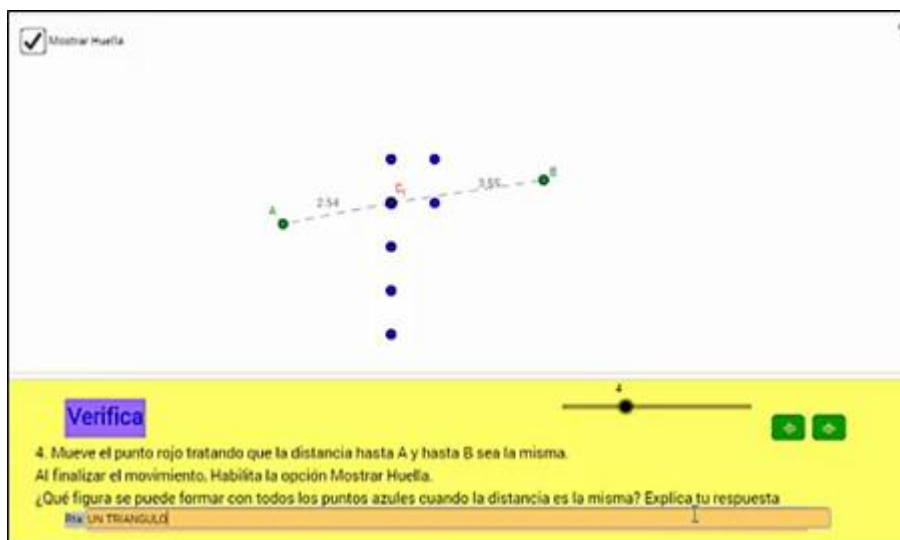 Mostrar Huella
B
3.55
C₁
2.54
A
4
Verifica
4. Mueve el punto rojo tratando que la distancia hasta A y hasta B sea la misma.
Al finalizar el movimiento, Habilita la opción Mostrar Huella.
¿Qué figura se puede formar con todos los puntos azules cuando la distancia es la misma? Explica tu respuesta
Rta: UN TRIANGULO